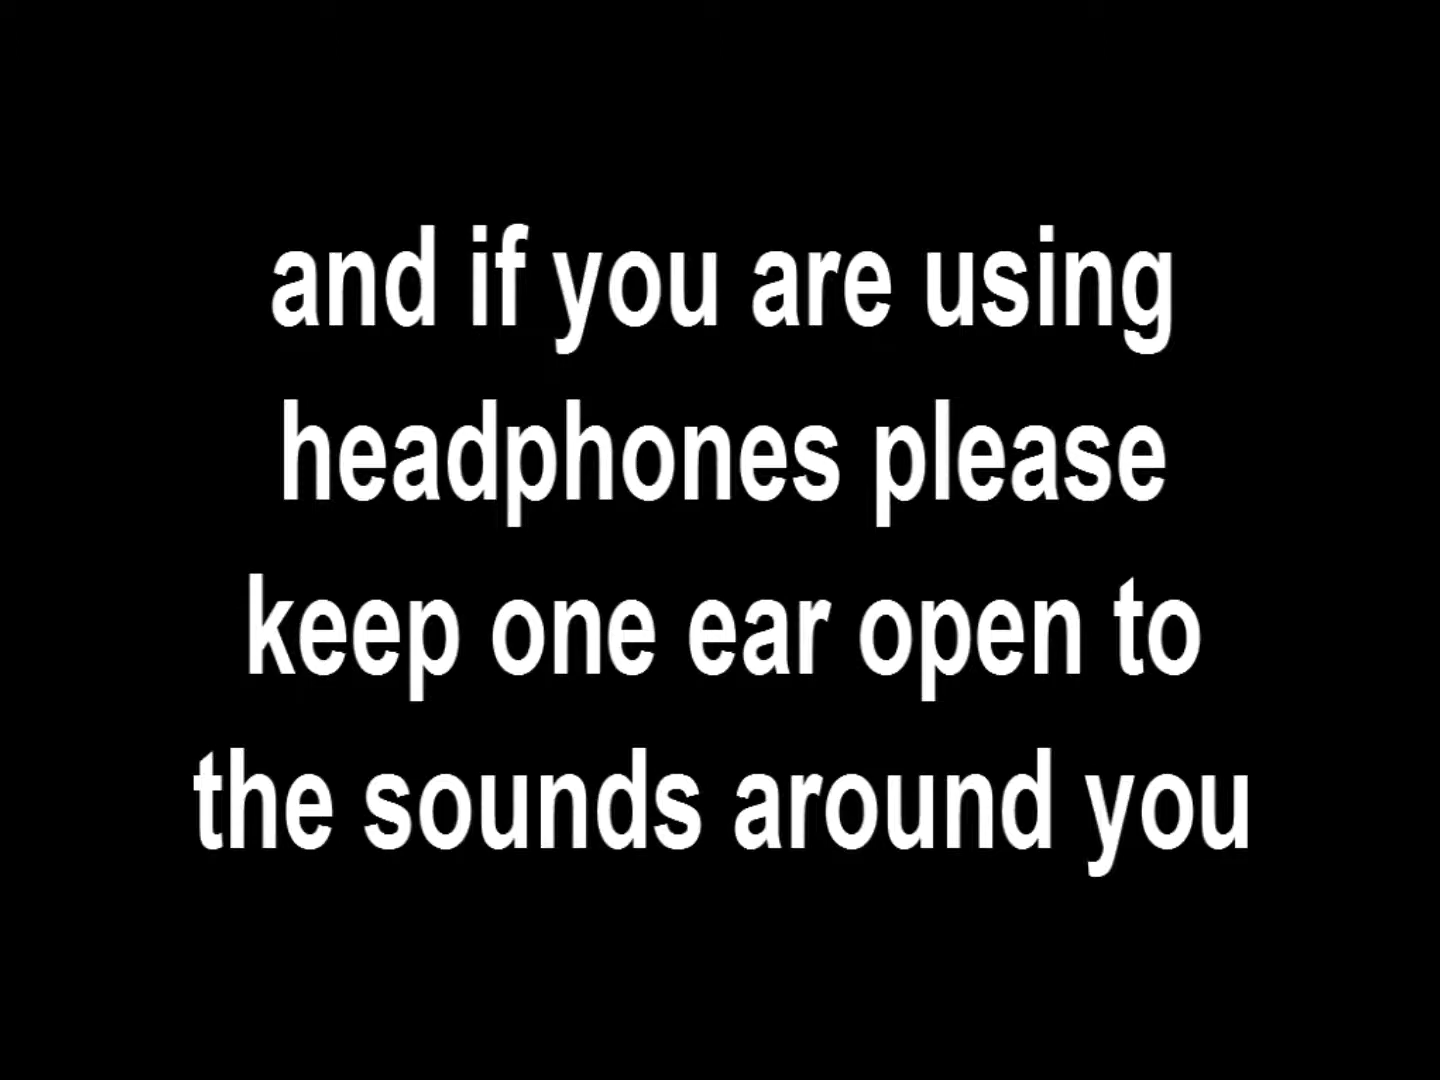 and if you are using
headphones please
keep one ear open to
the sounds around you